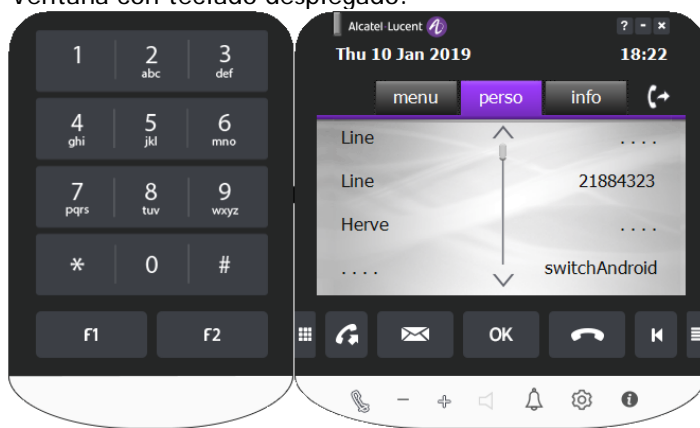 Ventana con teclado desplegado:
Alcatel·Lucent ? - ×
Thu 10 Jan 2019 18:22
menu perso info
Line ....
Line 21884323
Herve ....
.... switchAndroid
OK
1 2 3
abc def
4 5 6
ghi jkl mno
7 8 9
pqrs tuv wxyz
* 0 #
F1 F2